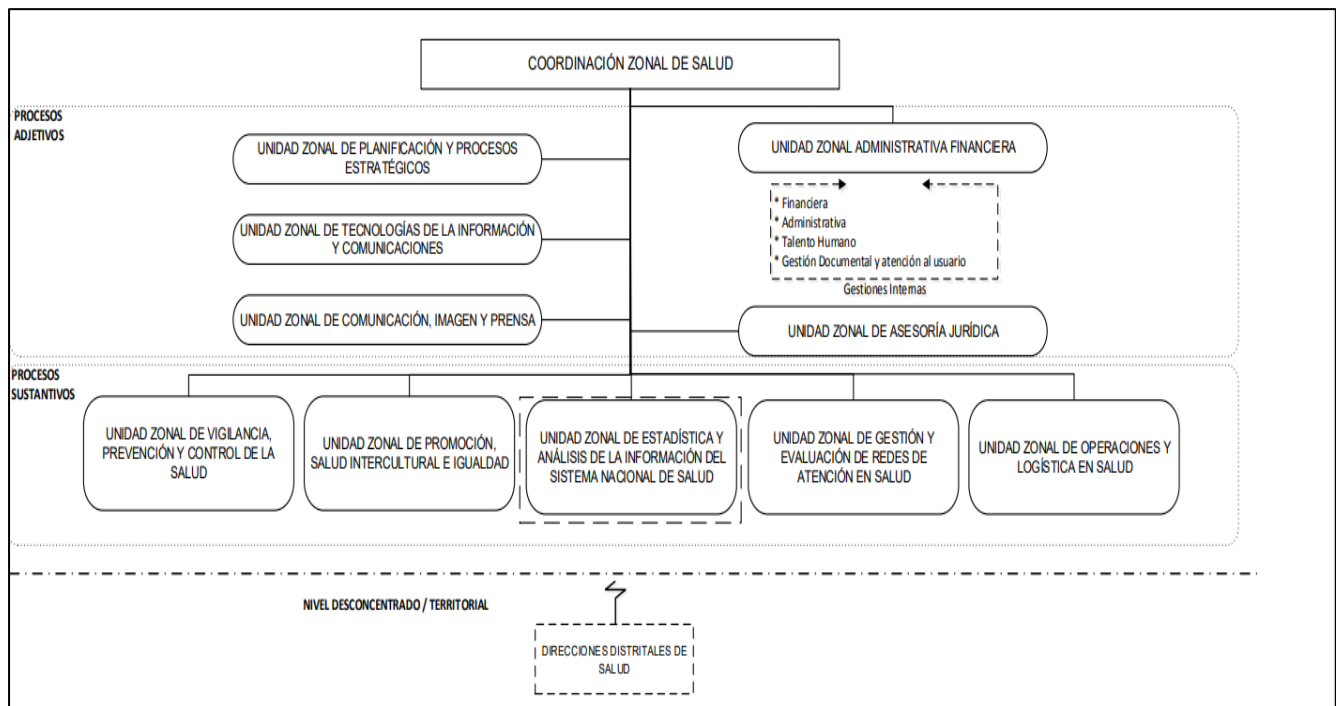 COORDINACIÓN ZONAL DE SALUD
PROCESOS
ADJETIVOS
UNIDAD ZONAL DE PLANIFICACIÓN Y PROCESOS
ESTRATÉGICOS
UNIDAD ZONAL ADMINISTRATIVA FINANCIERA
* Financiera
* Administrativa
* Talento Humano
* Gestión Documental y atención al usuario
Gestiones Internas
UNIDAD ZONAL DE TECNOLOGÍAS DE LA INFORMACIÓN
Y COMUNICACIONES
UNIDAD ZONAL DE COMUNICACIÓN, IMAGEN Y PRENSA
UNIDAD ZONAL DE ASESORÍA JURÍDICA
PROCESOS
SUSTANTIVOS
UNIDAD ZONAL DE VIGILANCIA,
PREVENCIÓN Y CONTROL DE LA
SALUD
UNIDAD ZONAL DE PROMOCIÓN,
SALUD INTERCULTURAL E IGUALDAD
UNIDAD ZONAL DE ESTADÍSTICA Y
ANÁLISIS DE LA INFORMACIÓN DEL
SISTEMA NACIONAL DE SALUD
UNIDAD ZONAL DE GESTIÓN Y
EVALUACIÓN DE REDES DE
ATENCIÓN EN SALUD
UNIDAD ZONAL DE OPERACIONES Y
LOGÍSTICA EN SALUD
NIVEL DESCONCENTRADO / TERRITORIAL
DIRECCIONES DISTRITALES DE
SALUD